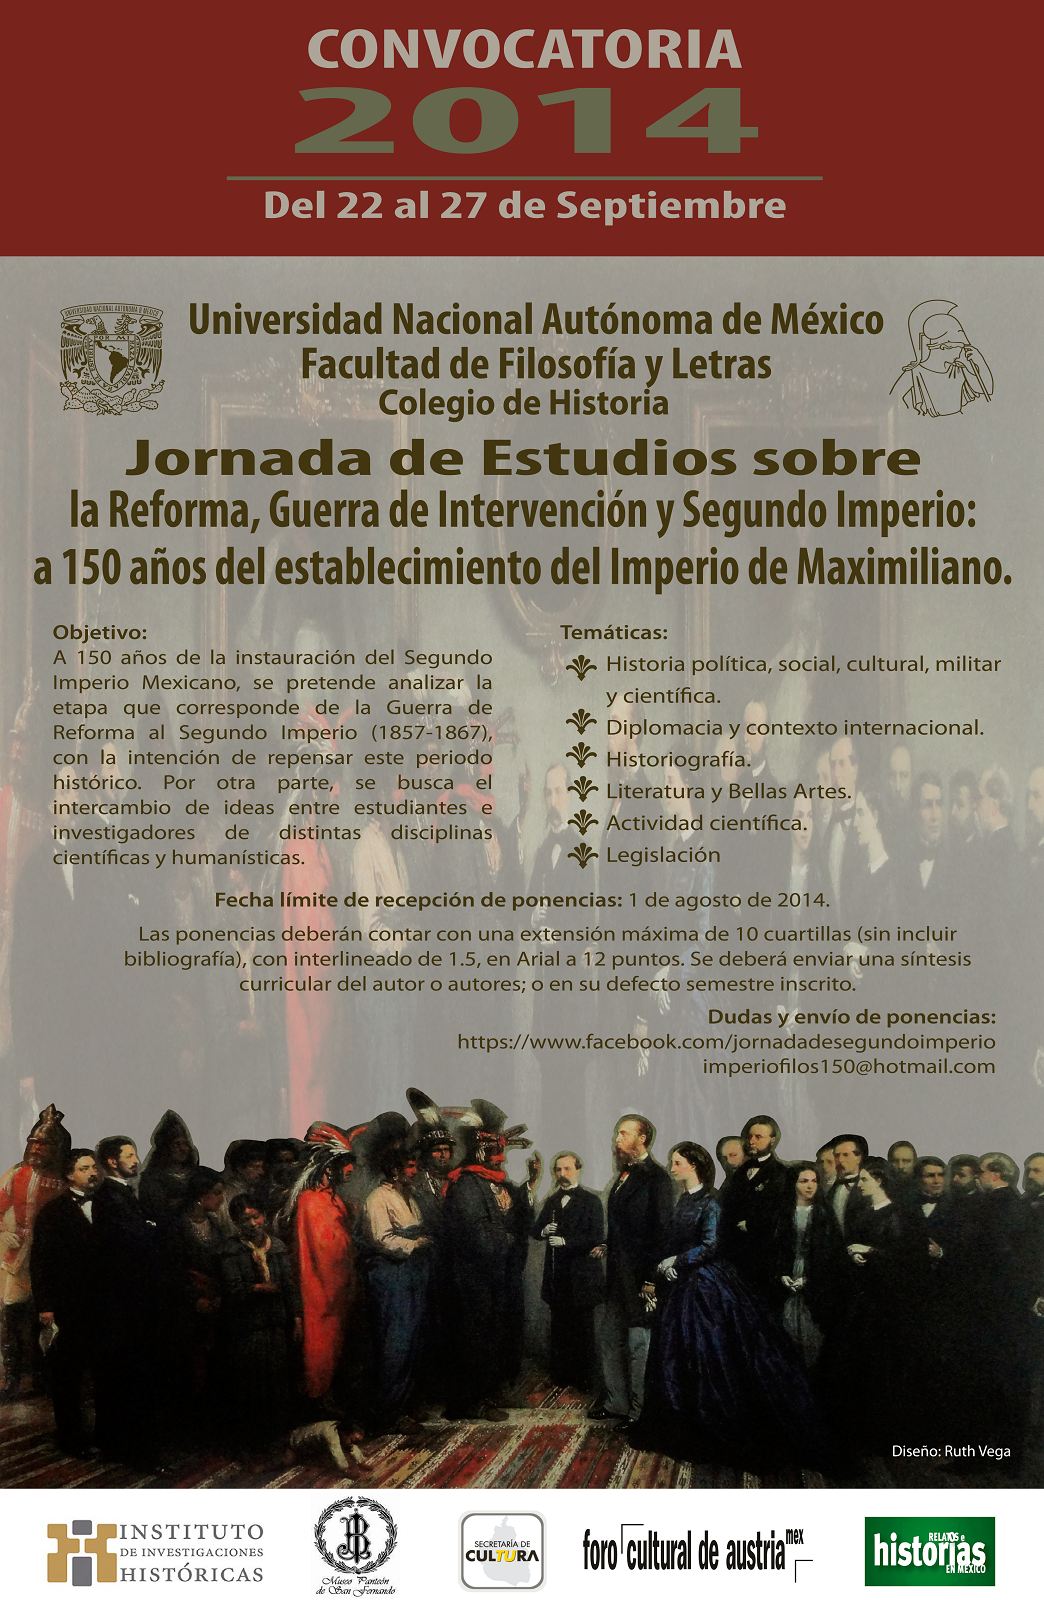 CONVOCATORIA
2014
Del 22 al 27 de Septiembre
UNIVERSIDAD NACIONAL AUTÓNOMA D MÉXICO
POR MI
Universidad Nacional Autónoma de México
Facultad de Filosofía y Letras
Colegio de Historia
Jornada de Estudios sobre
la Reforma, Guerra de Intervención y Segundo Imperio:
a 150 años del establecimiento del Imperio de Maximiliano.
Objetivo:
A 150 años de la instauración del Segundo
Imperio Mexicano, se pretende analizar la
etapa que corresponde de la Guerra de
Reforma al Segundo Imperio (1857-1867),
con la intención de repensar este periodo
histórico. Por otra parte, se busca el
intercambio de ideas entre estudiantes e
investigadores de distintas disciplinas
científicas y humanísticas.
Temáticas:
Historia política, social, cultural, militar
y científica.
Diplomacia y contexto internacional.
Historiografía.
Literatura y Bellas Artes.
Actividad científica.
Legislación
Fecha límite de recepción de ponencias: 1 de agosto de 2014.
Las ponencias deberán contar con una extensión máxima de 10 cuartillas (sin incluir
bibliografía), con interlineado de 1.5, en Arial a 12 puntos. Se deberá enviar una síntesis
curricular del autor o autores; o en su defecto semestre inscrito.
Dudas y envío de ponencias:
https://www.facebook.com/jornadadesegundoimperio
imperiofilos150@hotmail.com
Diseño: Ruth Vega
INSTITUTO
DE INVESTIGACIONES
HISTÓRICAS
Museo Panteón
de San Fernando
SECRETARÍA DE
CULTURA
foro cultural de austria mex
RELATOS e
historias
EN MÉXICO